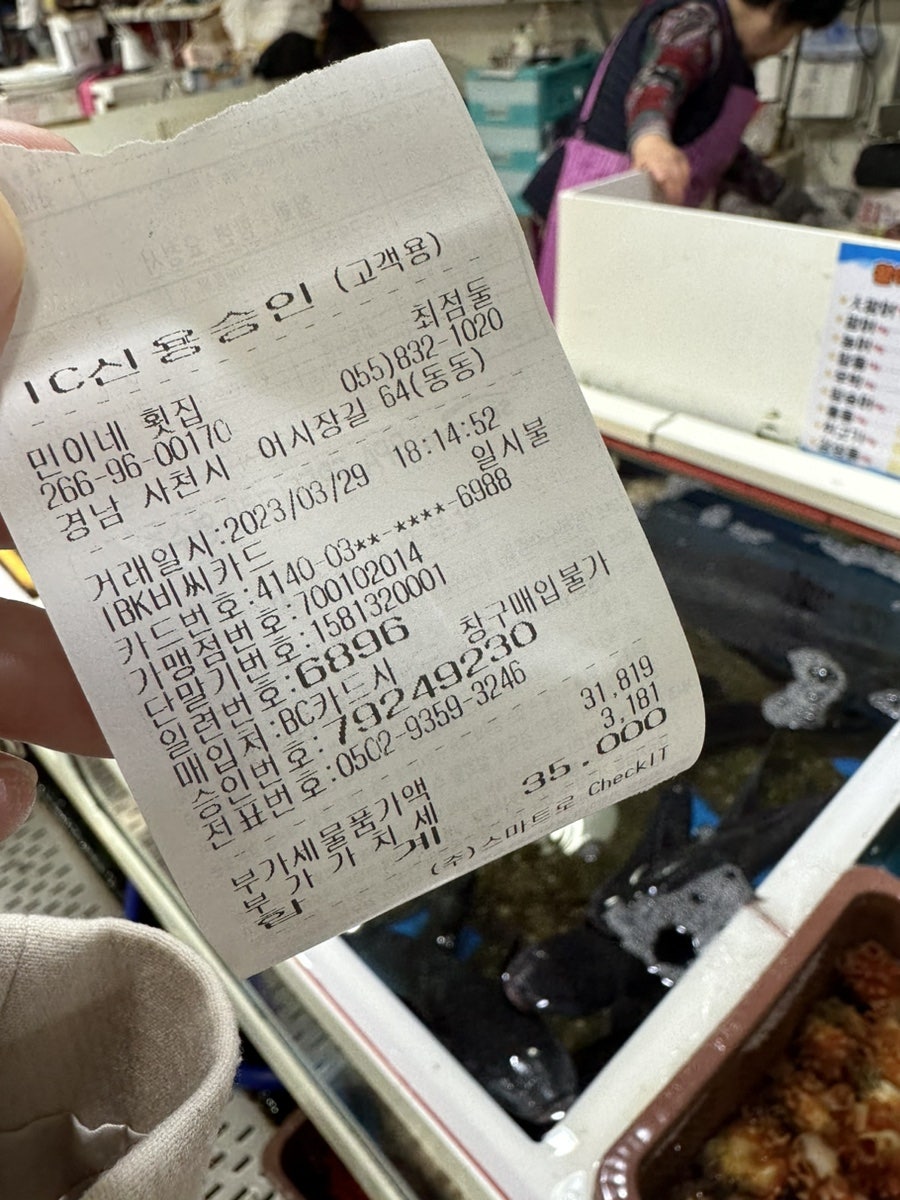 IC신용승인 (고객용)
민이네 횟집 최점둘
266-96-00170 055)832-1020
경남 사천시 어시장길 64(동동)
거래일시:2023/03/29 18:14:52
IBK비씨카드 일시불
카드번호:4140-03**-****-6988
가맹점번호:700102014
단말기번호:1581320001
일련번호:6896
매입처:BC카드사 청구매입불가
승인번호:79249230
전표번호:0502-9359-3246
부가세물품가액 31,819
부가가치세 3,181
합계 35.000
(주)스마트로 CheckIT